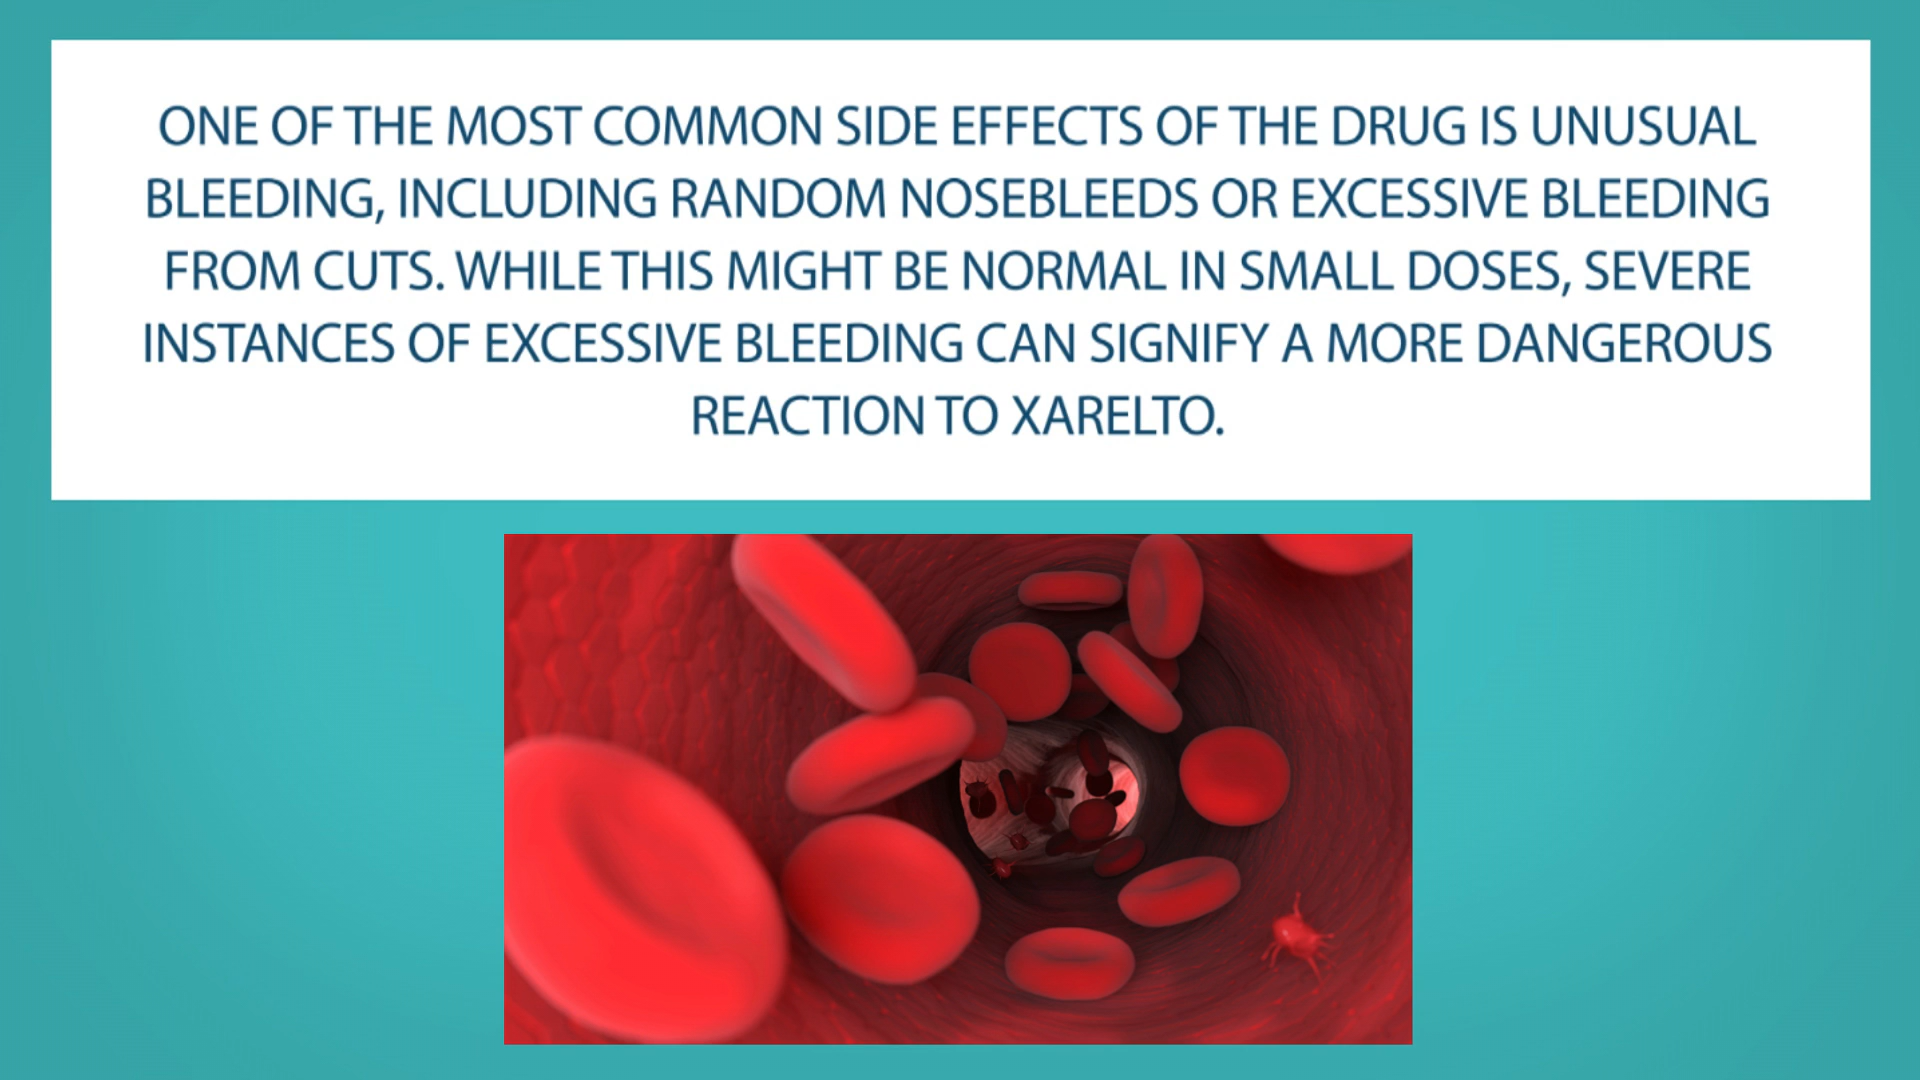 ONE OF THE MOST COMMON SIDE EFFECTS OF THE DRUG IS UNUSUAL
BLEEDING, INCLUDING RANDOM NOSEBLEEDS OR EXCESSIVE BLEEDING
FROM CUTS. WHILE THIS MIGHT BE NORMAL IN SMALL DOSES, SEVERE
INSTANCES OF EXCESSIVE BLEEDING CAN SIGNIFY A MORE DANGEROUS
REACTION TO XARELTO.